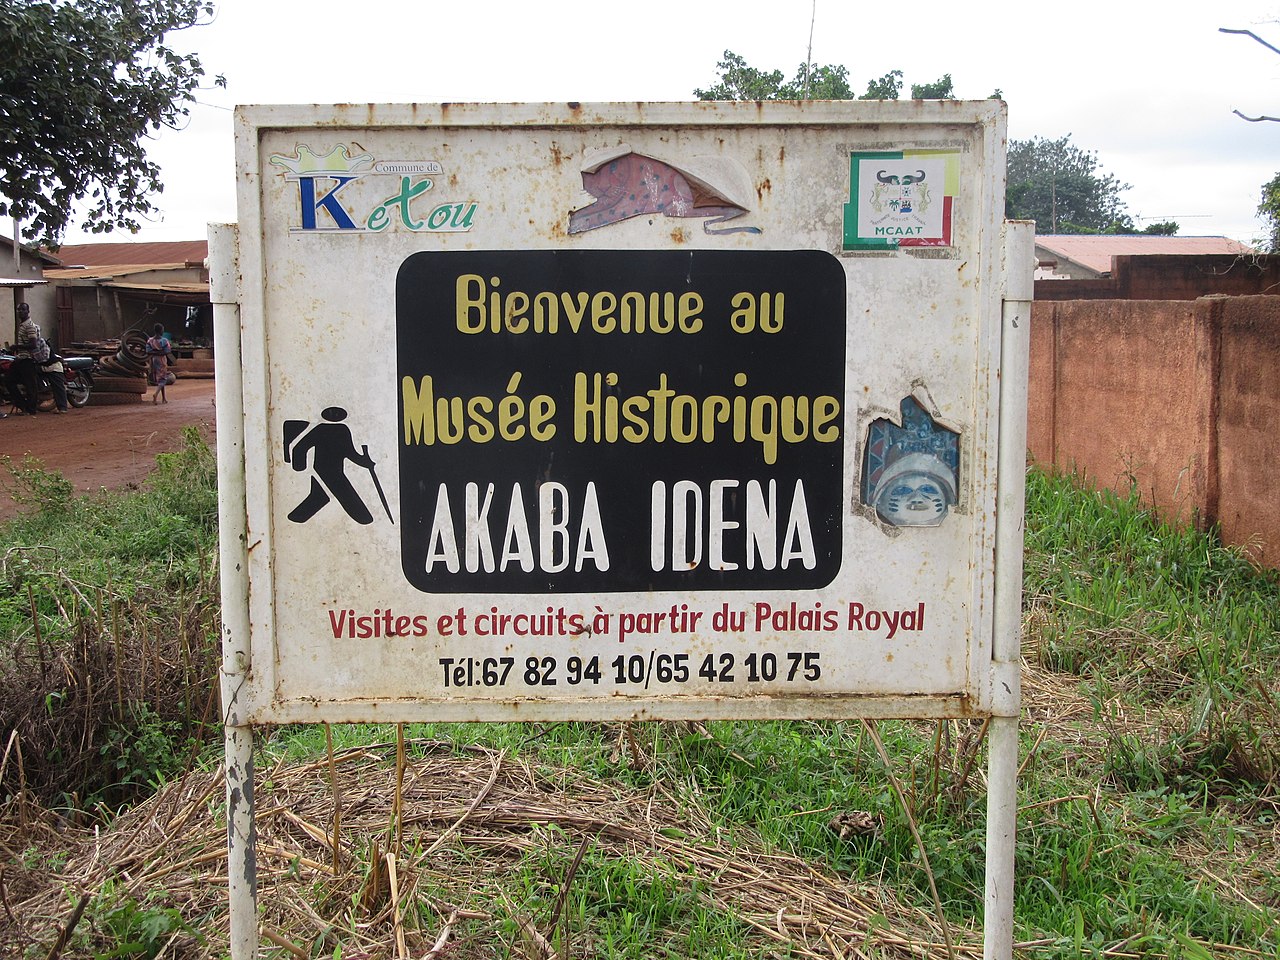 Commune de
Ketou
MCAAT
Bienvenue au
Musée Historique
AKABA IDENA
Visites et circuits à partir du Palais Royal
Tél:67 82 94 10/65 42 10 75